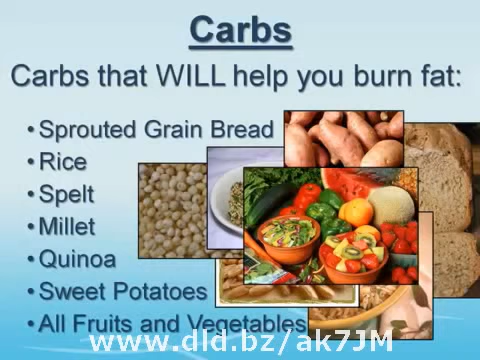 Carbs
Carbs that WILL help you burn fat:
• Sprouted Grain Bread
• Rice
• Spelt
• Millet
• Quinoa
• Sweet Potatoes
• All Fruits and Vegetables
www.dld.bz/ak7JM